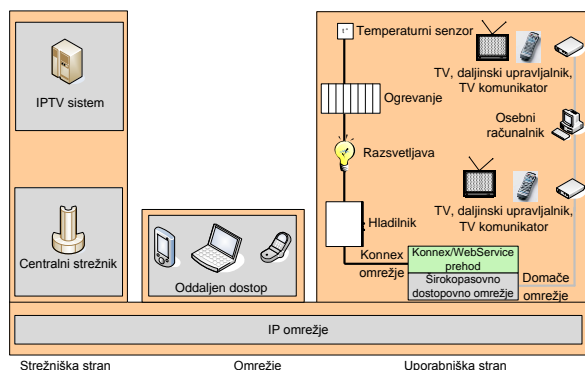 IPTV sistem
Centralni strežnik
Oddaljen dostop
t°
Temperaturni senzor
TV, daljinski upravljalnik,
TV komunikator
Ogrevanje
Osebni
računalnik
Razsvetljava
TV, daljinski upravljalnik,
TV komunikator
Hladilnik
Konnex
omrežje
Konnex/WebService
prehod
Širokopasovno
dostopovno omrežje
Domače
omrežje
IP omrežje
Strežniška stran
Omrežje
Uporabniška stran